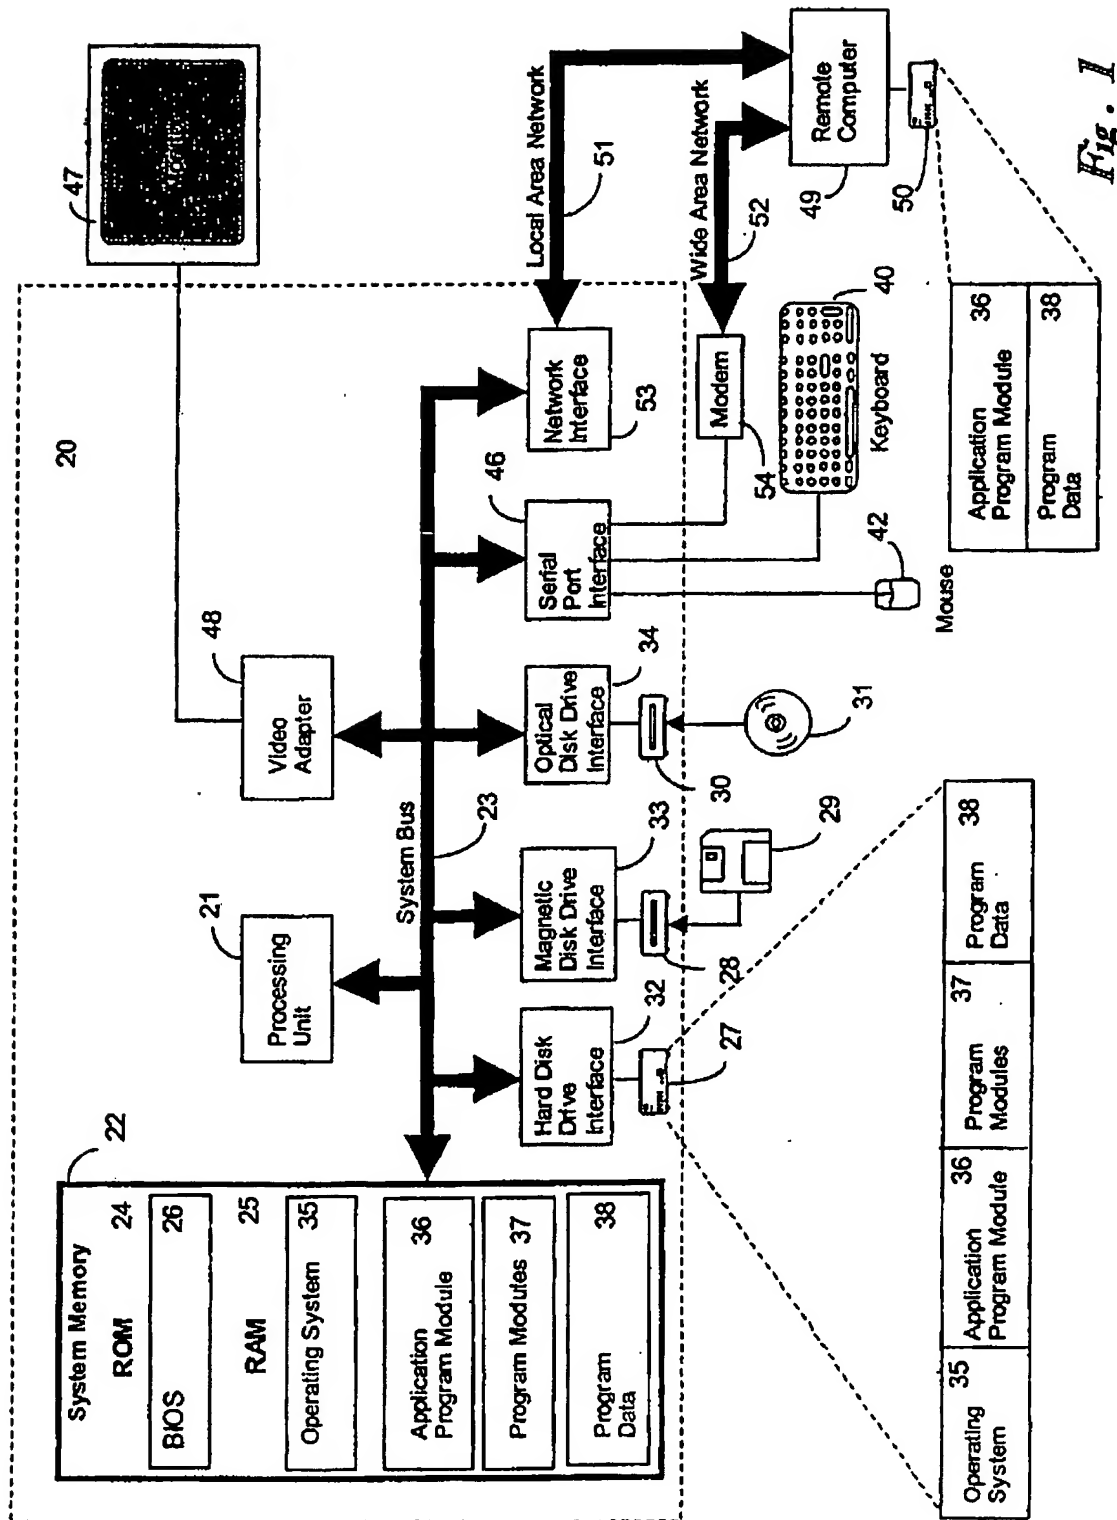 20
System Memory 22
ROM 24
BIOS 26
RAM 25
Operating System 35
Application
Program Module
36
Program Modules 37
Program
Data
38
Processing
Unit
21
Video
Adapter
48
47
System Bus
23
Hard Disk
Drive
Interface
32
Magnetic
Disk Drive
Interface
33
Optical
Disk Drive
Interface
34
Serial
Port
Interface
46
Network
Interface
53
Local Area Network
51
27
28
30
29
31
Modem
54
Wide Area Network
52
Keyboard
40
Mouse
42
Remote
Computer
49
50
Operating
System
35
Application
Program Module
36
Program
Modules
37
Program
Data
38
Application
Program Module
36
Program
Data
38
Fig. 1